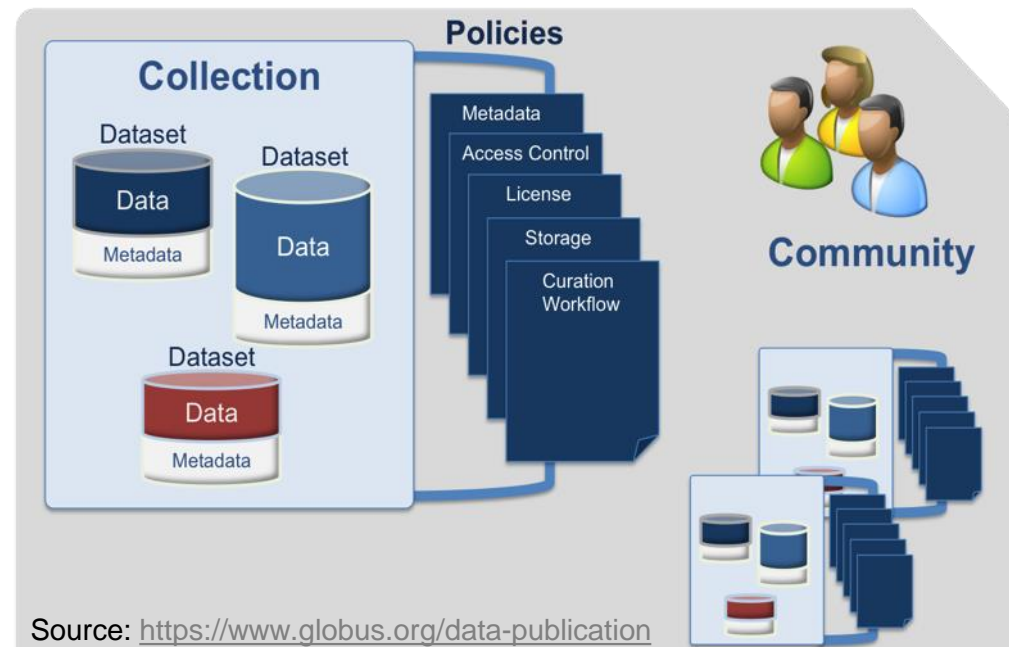 Policies
Collection
Dataset
Data
Metadata
Dataset
Data
Metadata
Dataset
Data
Metadata
Metadata
Access Control
License
Storage
Curation
Workflow
Community
Source: https://www.globus.org/data-publication